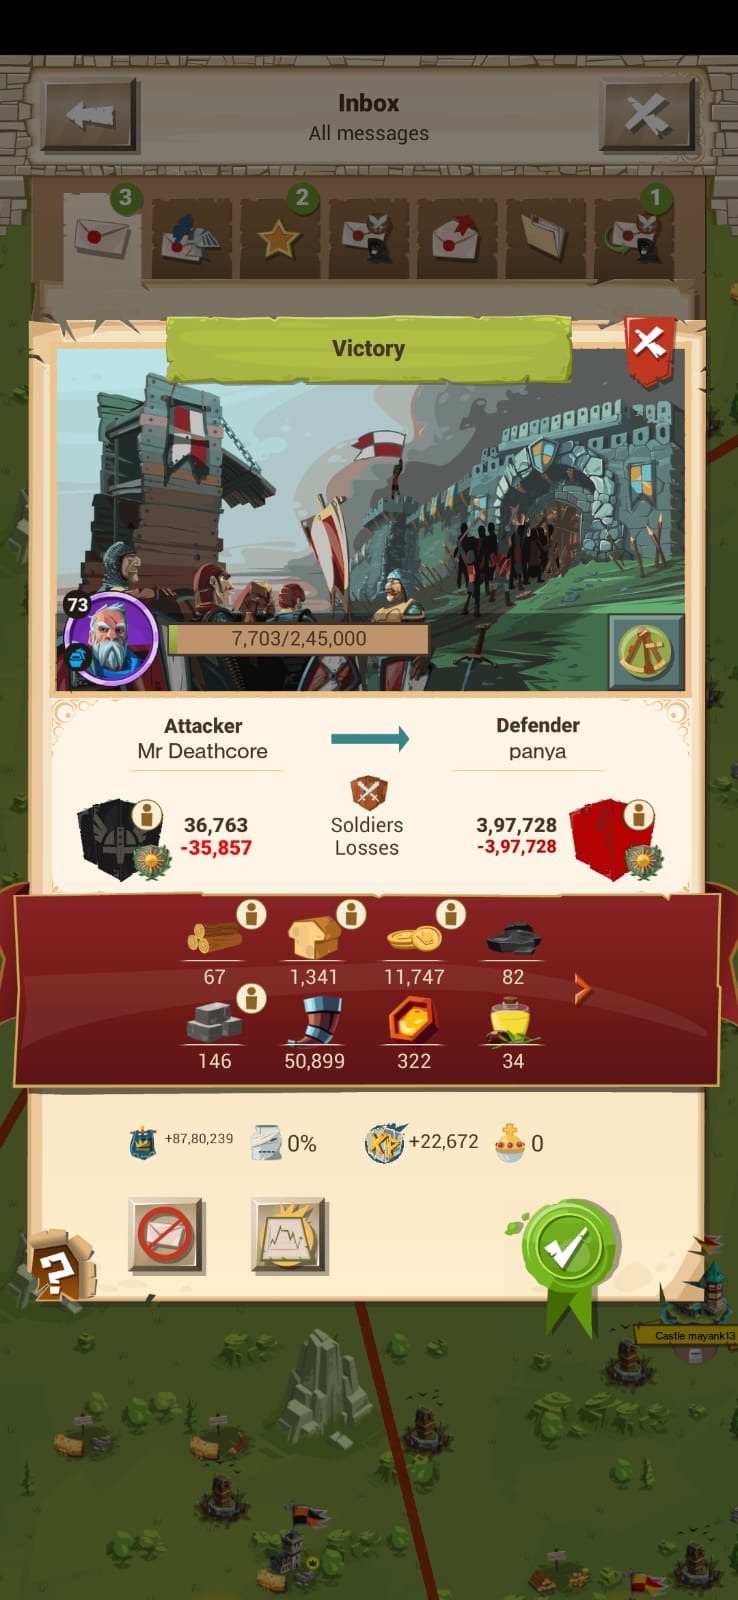 Inbox
All messages
3
2
1
Victory
73
7,703/2,45,000
Attacker
Mr Deathcore
Defender
panya
36,763
-35,857
Soldiers
Losses
3,97,728
-3,97,728
67
1,341
11,747
82
146
50,899
322
34
+87,80,239
0%
XP
+22,672
0
?
Castle mayank13